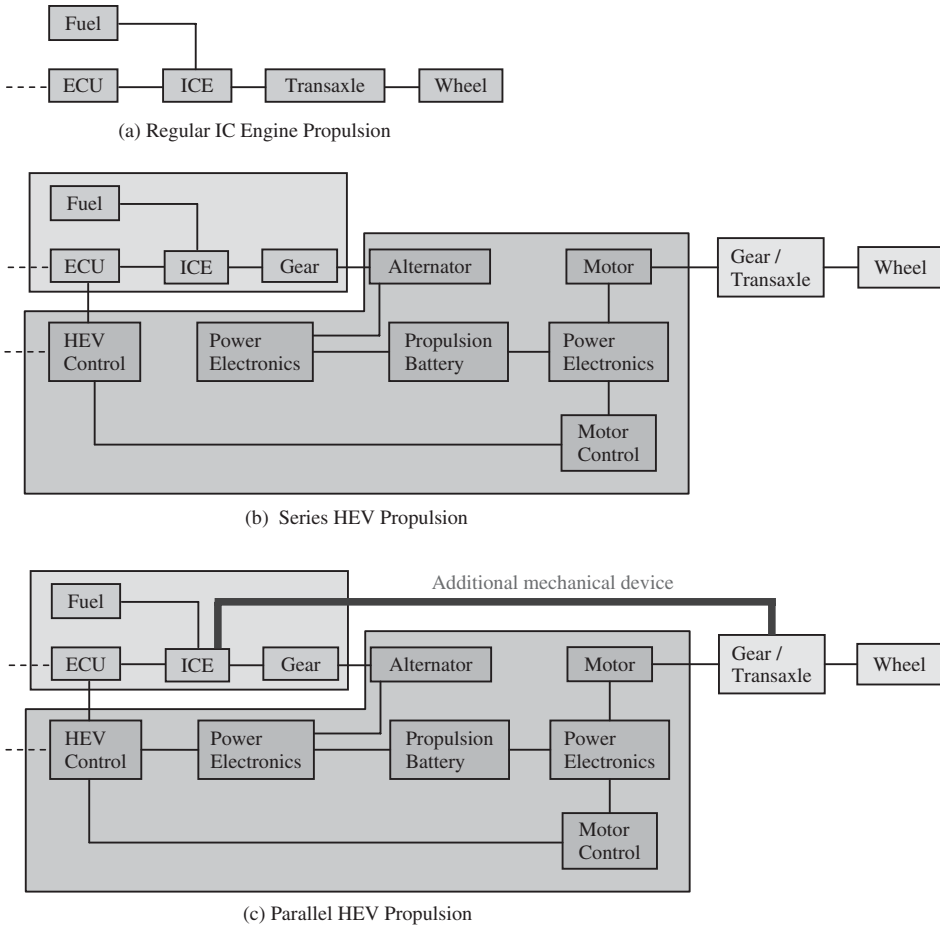 Fuel
ECU
ICE
Transaxle
Wheel
(a) Regular IC Engine Propulsion
Fuel
ECU
ICE
Gear
Alternator
Motor
Gear /
Transaxle
Wheel
HEV
Control
Power
Electronics
Propulsion
Battery
Power
Electronics
Motor
Control
(b) Series HEV Propulsion
Additional mechanical device
Fuel
ECU
ICE
Gear
Alternator
Motor
Gear /
Transaxle
Wheel
HEV
Control
Power
Electronics
Propulsion
Battery
Power
Electronics
Motor
Control
(c) Parallel HEV Propulsion